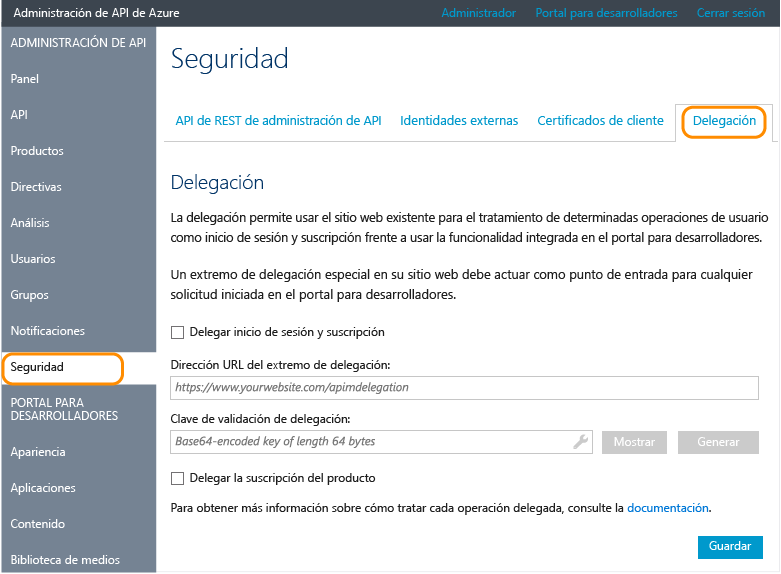 Administración de API de Azure
Administrador Portal para desarrolladores Cerrar sesión
ADMINISTRACIÓN DE API
Panel
API
Productos
Directivas
Análisis
Usuarios
Grupos
Notificaciones
Seguridad
PORTAL PARA
DESARROLLADORES
Apariencia
Aplicaciones
Contenido
Biblioteca de medios
Seguridad
API de REST de administración de API Identidades externas Certificados de cliente Delegación
Delegación
La delegación permite usar el sitio web existente para el tratamiento de determinadas operaciones de usuario
como inicio de sesión y suscripción frente a usar la funcionalidad integrada en el portal para desarrolladores.
Un extremo de delegación especial en su sitio web debe actuar como punto de entrada para cualquier
solicitud iniciada en el portal para desarrolladores.
Delegar inicio de sesión y suscripción
Dirección URL del extremo de delegación:
https://www.yourwebsite.com/apimdelegation
Clave de validación de delegación:
Base64-encoded key of length 64 bytes
Mostrar Generar
Delegar la suscripción del producto
Para obtener más información sobre cómo tratar cada operación delegada, consulte la documentación.
Guardar